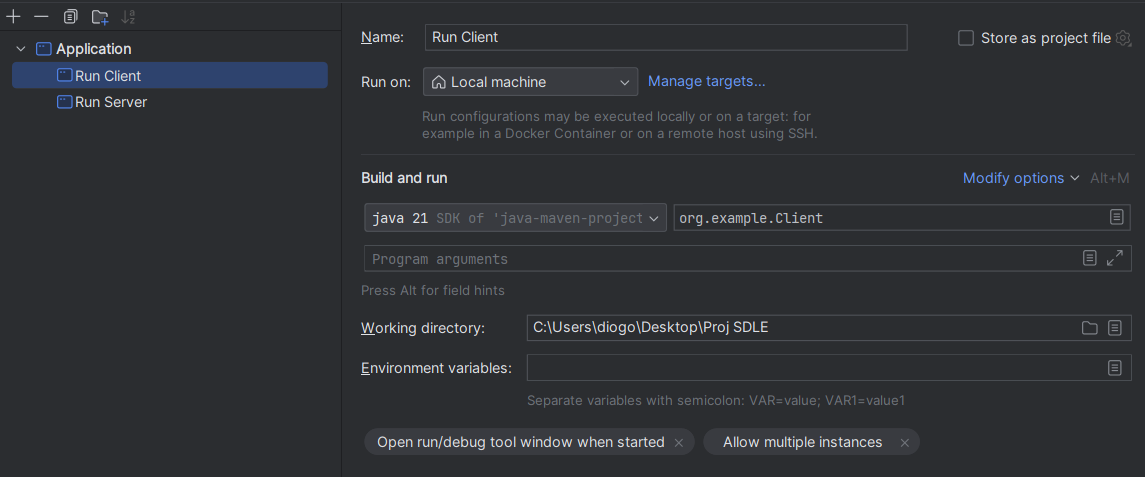 Application
Run Client
Run Server
Name: Run Client
Store as project file
Run on: Local machine Manage targets...
Run configurations may be executed locally or on a target: for
example in a Docker Container or on a remote host using SSH.
Build and run
Modify options Alt+M
java 21 SDK of 'java-maven-project
org.example.Client
Program arguments
Press Alt for field hints
Working directory: C:\Users\diogo\Desktop\Proj SDLE
Environment variables:
Separate variables with semicolon: VAR=value; VAR1=value1
Open run/debug tool window when started ×
Allow multiple instances ×